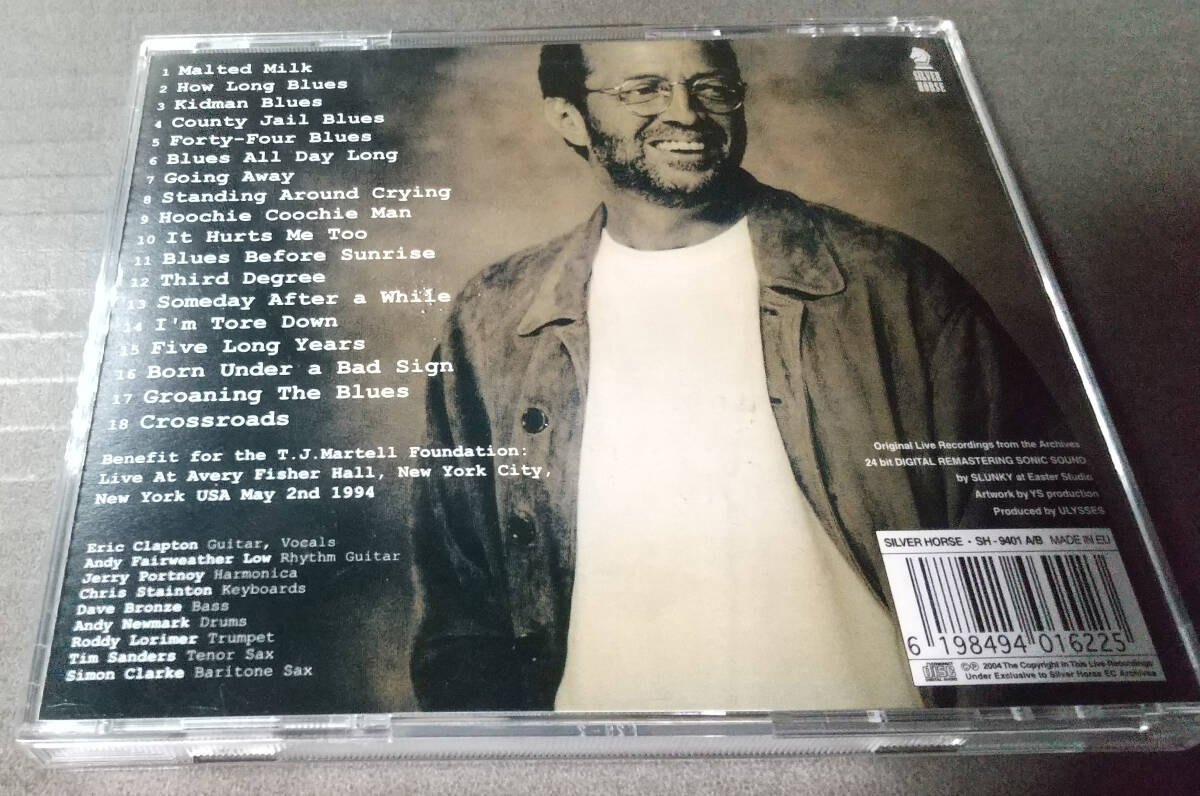 1 Malted Milk
2 How Long Blues
3 Kidman Blues
4 County Jail Blues
5 Forty-Four Blues
6 Blues All Day Long
7 Going Away
8 Standing Around Crying
9 Hoochie Coochie Man
10 It Hurts Me Too
11 Blues Before Sunrise
12 Third Degree
13 Someday After a While
14 I'm Tore Down
15 Five Long Years
16 Born Under a Bad Sign
17 Groaning The Blues
18 Crossroads
Benefit for the T.J.Martell Foundation:
Live At Avery Fisher Hall, New York City,
New York USA May 2nd 1994
Eric Clapton Guitar, Vocals
Andy Fairweather Low Rhythm Guitar
Jerry Portnoy Harmonica
Chris Stainton Keyboards
Dave Bronze Bass
Andy Newmark Drums
Roddy Lorimer Trumpet
Tim Sanders Tenor Sax
Simon Clarke Baritone Sax
SILVER
HORSE
Original Live Recordings from the Archives
24 bit DIGITAL REMASTERING SONIC SOUND
by SLUNKY at Easter Studio
Artwork by YS production
Produced by ULYSSES
SILVER HORSE • SH - 9401 A/B MADE IN EU
6 198494 016225
COMPACT
disc
DIGITAL AUDIO
©℗ 2004 The Copyright in This Live-Recordings
Under Exclusive to Silver Horse EC Archives